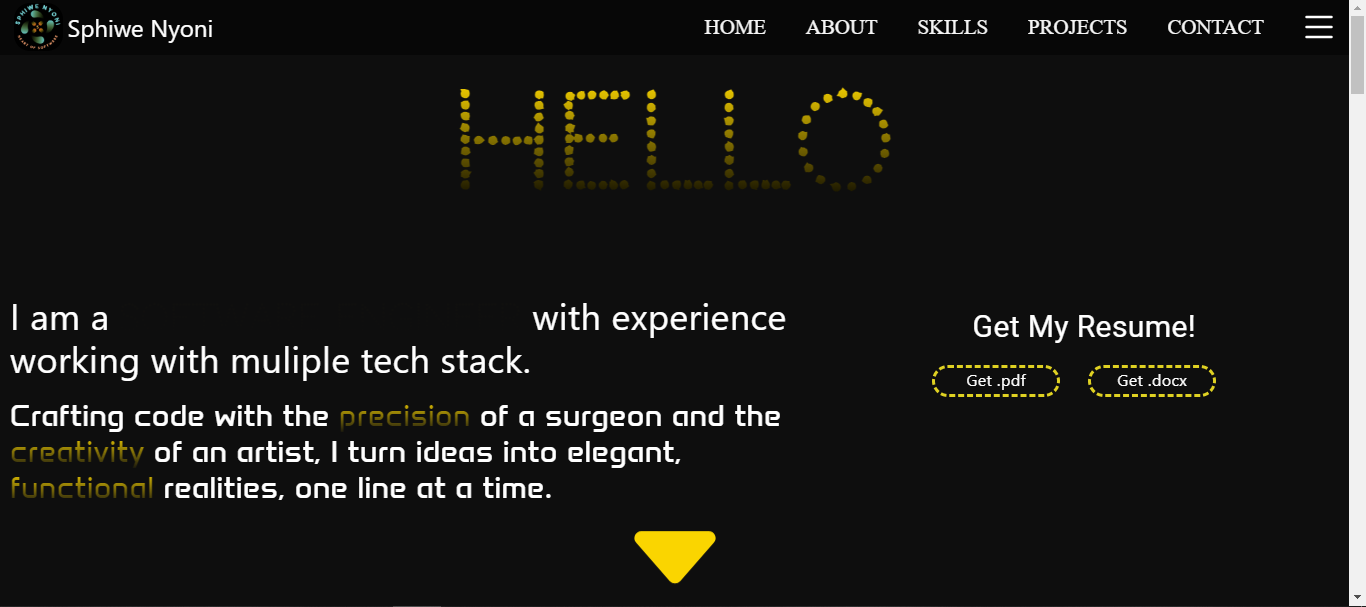 SPHIWE NYONI
Sphiwe Nyoni
HOME ABOUT SKILLS PROJECTS CONTACT
HELLO
I am a with experience
working with muliple tech stack.
Crafting code with the precision of a surgeon and the
creativity of an artist, I turn ideas into elegant,
functional realities, one line at a time.
Get My Resume!
Get .pdf Get .docx